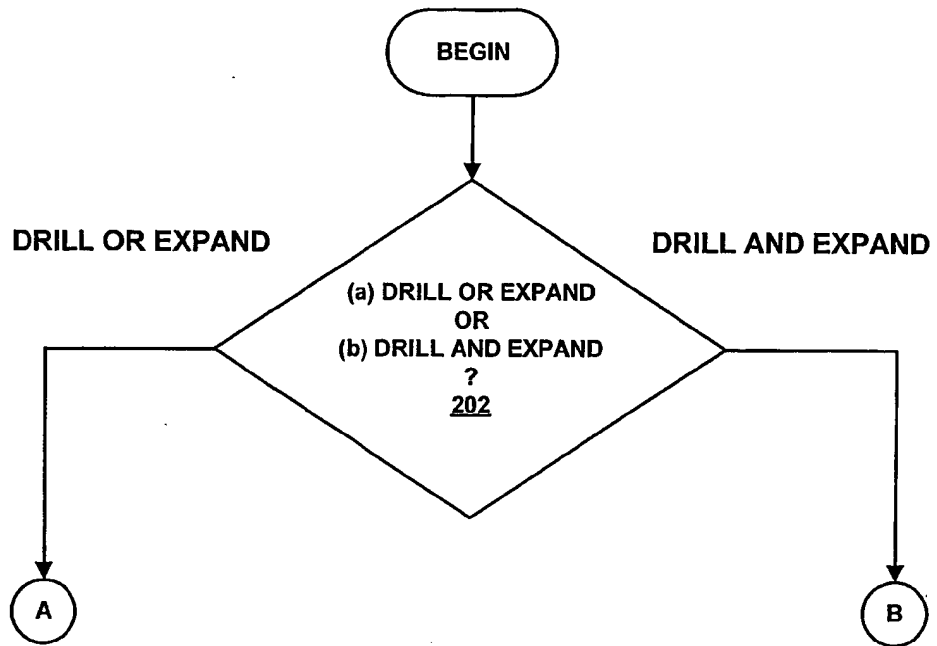 BEGIN
DRILL OR EXPAND
DRILL AND EXPAND
(a) DRILL OR EXPAND
OR
(b) DRILL AND EXPAND
?
202
A
B